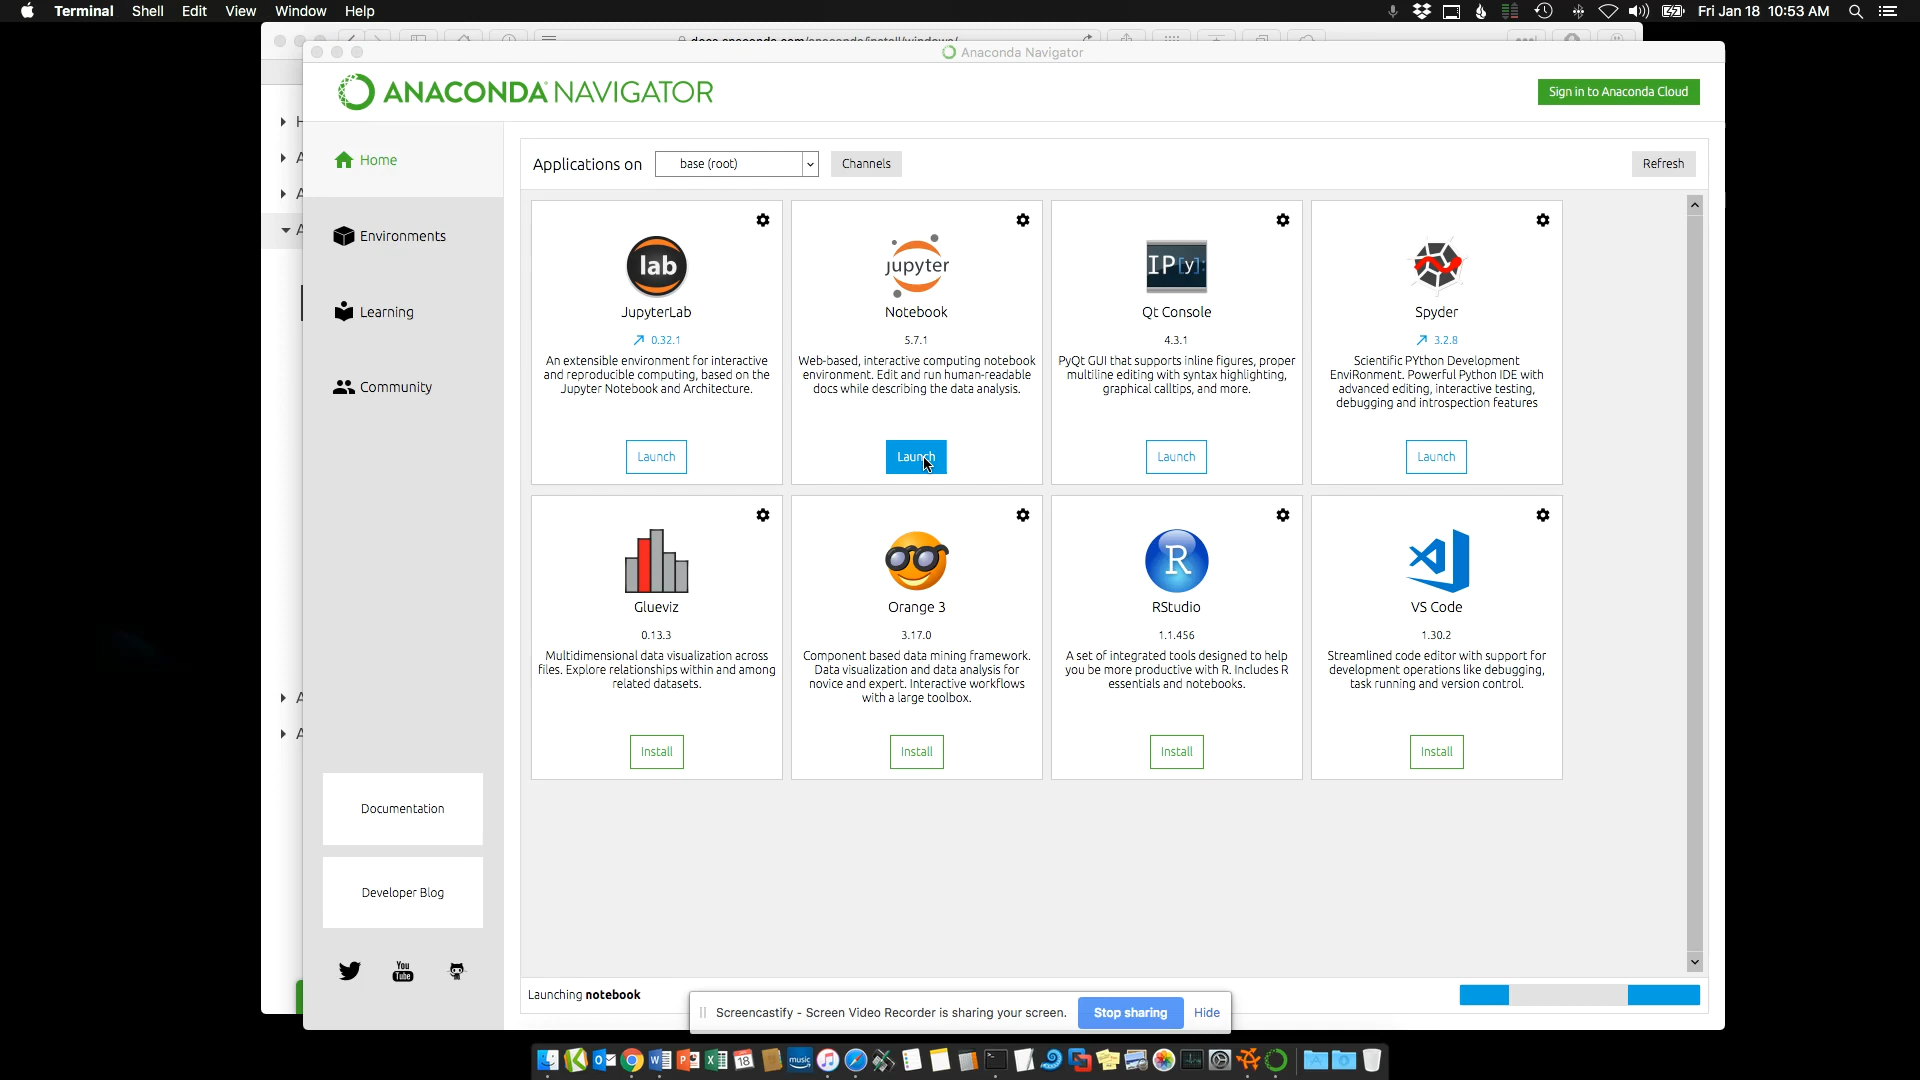 Terminal Shell Edit View Window Help
Fri Jan 18 10:53 AM
Anaconda Navigator
ANACONDA NAVIGATOR
Sign in to Anaconda Cloud
Home
Environments
Learning
Community
Documentation
Developer Blog
You
Tube
Applications on base (root) Channels Refresh
lab
JupyterLab
0.32.1
An extensible environment for interactive
and reproducible computing, based on the
Jupyter Notebook and Architecture.
Launch
jupyter
Notebook
5.7.1
Web-based, interactive computing notebook
environment. Edit and run human-readable
docs while describing the data analysis.
Launch
IP[y]:
Qt Console
4.3.1
PyQt GUI that supports inline figures, proper
multiline editing with syntax highlighting,
graphical calltips, and more.
Launch
Spyder
3.2.8
Scientific PYthon Development
EnviRonment. Powerful Python IDE with
advanced editing, interactive testing,
debugging and introspection features
Launch
Glueviz
0.13.3
Multidimensional data visualization across
files. Explore relationships within and among
related datasets.
Install
Orange 3
3.17.0
Component based data mining framework.
Data visualization and data analysis for
novice and expert. Interactive workflows
with a large toolbox.
Install
R
RStudio
1.1.456
A set of integrated tools designed to help
you be more productive with R. Includes R
essentials and notebooks.
Install
VS Code
1.30.2
Streamlined code editor with support for
development operations like debugging,
task running and version control.
Install
Launching notebook
Screencastify - Screen Video Recorder is sharing your screen. Stop sharing Hide
music